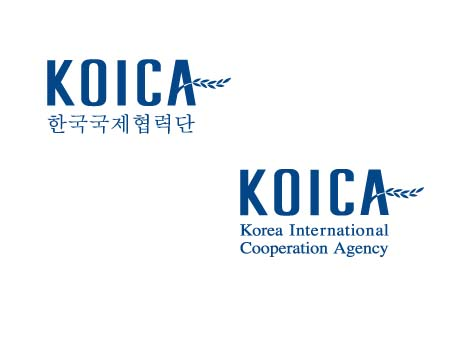 KOICA
한국국제협력단
KOICA
Korea International
Cooperation Agency